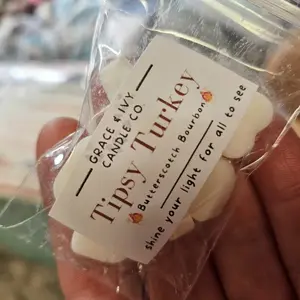 GRACE & IVY
CANDLE CO.
Tipsy Turkey
Butterscotch Bourbon
shine your light for all to see